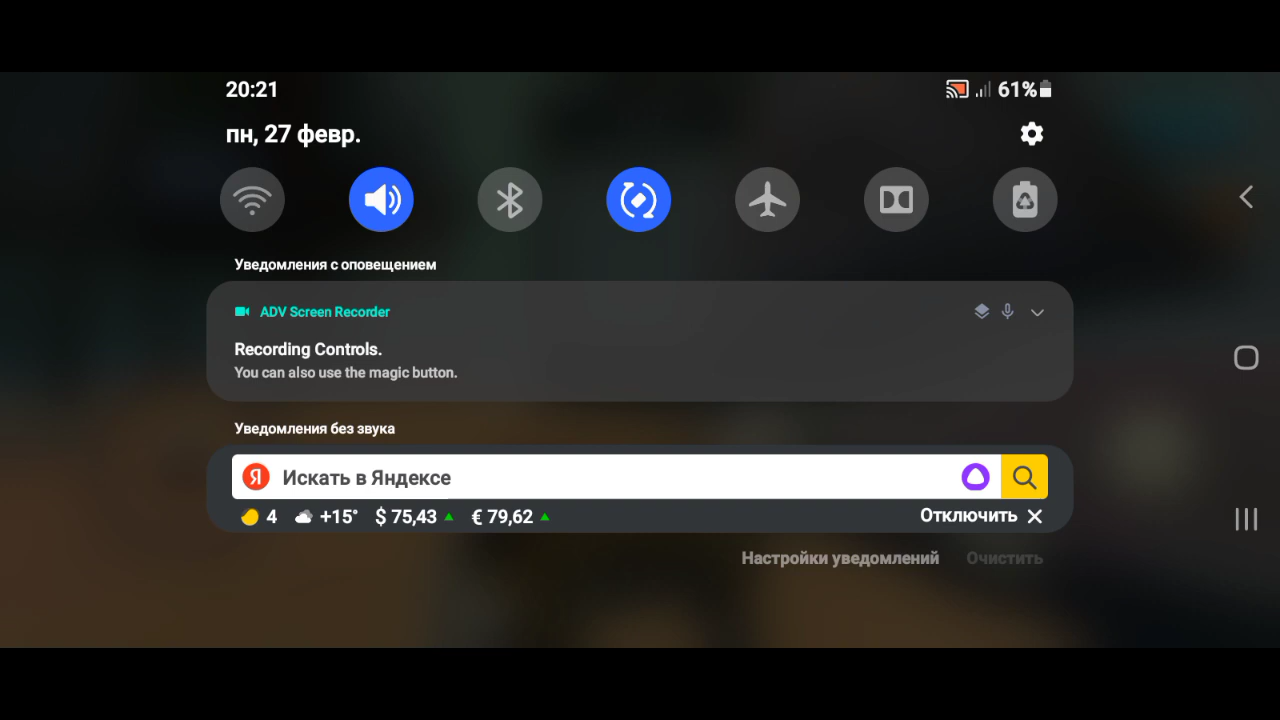 20:21
61%
пн, 27 февр.
Уведомления с оповещением
ADV Screen Recorder
Recording Controls.
You can also use the magic button.
Уведомления без звука
Я Искать в Яндексе
4 +15° $ 75,43 € 79,62 Отключить
Настройки уведомлений Очистить